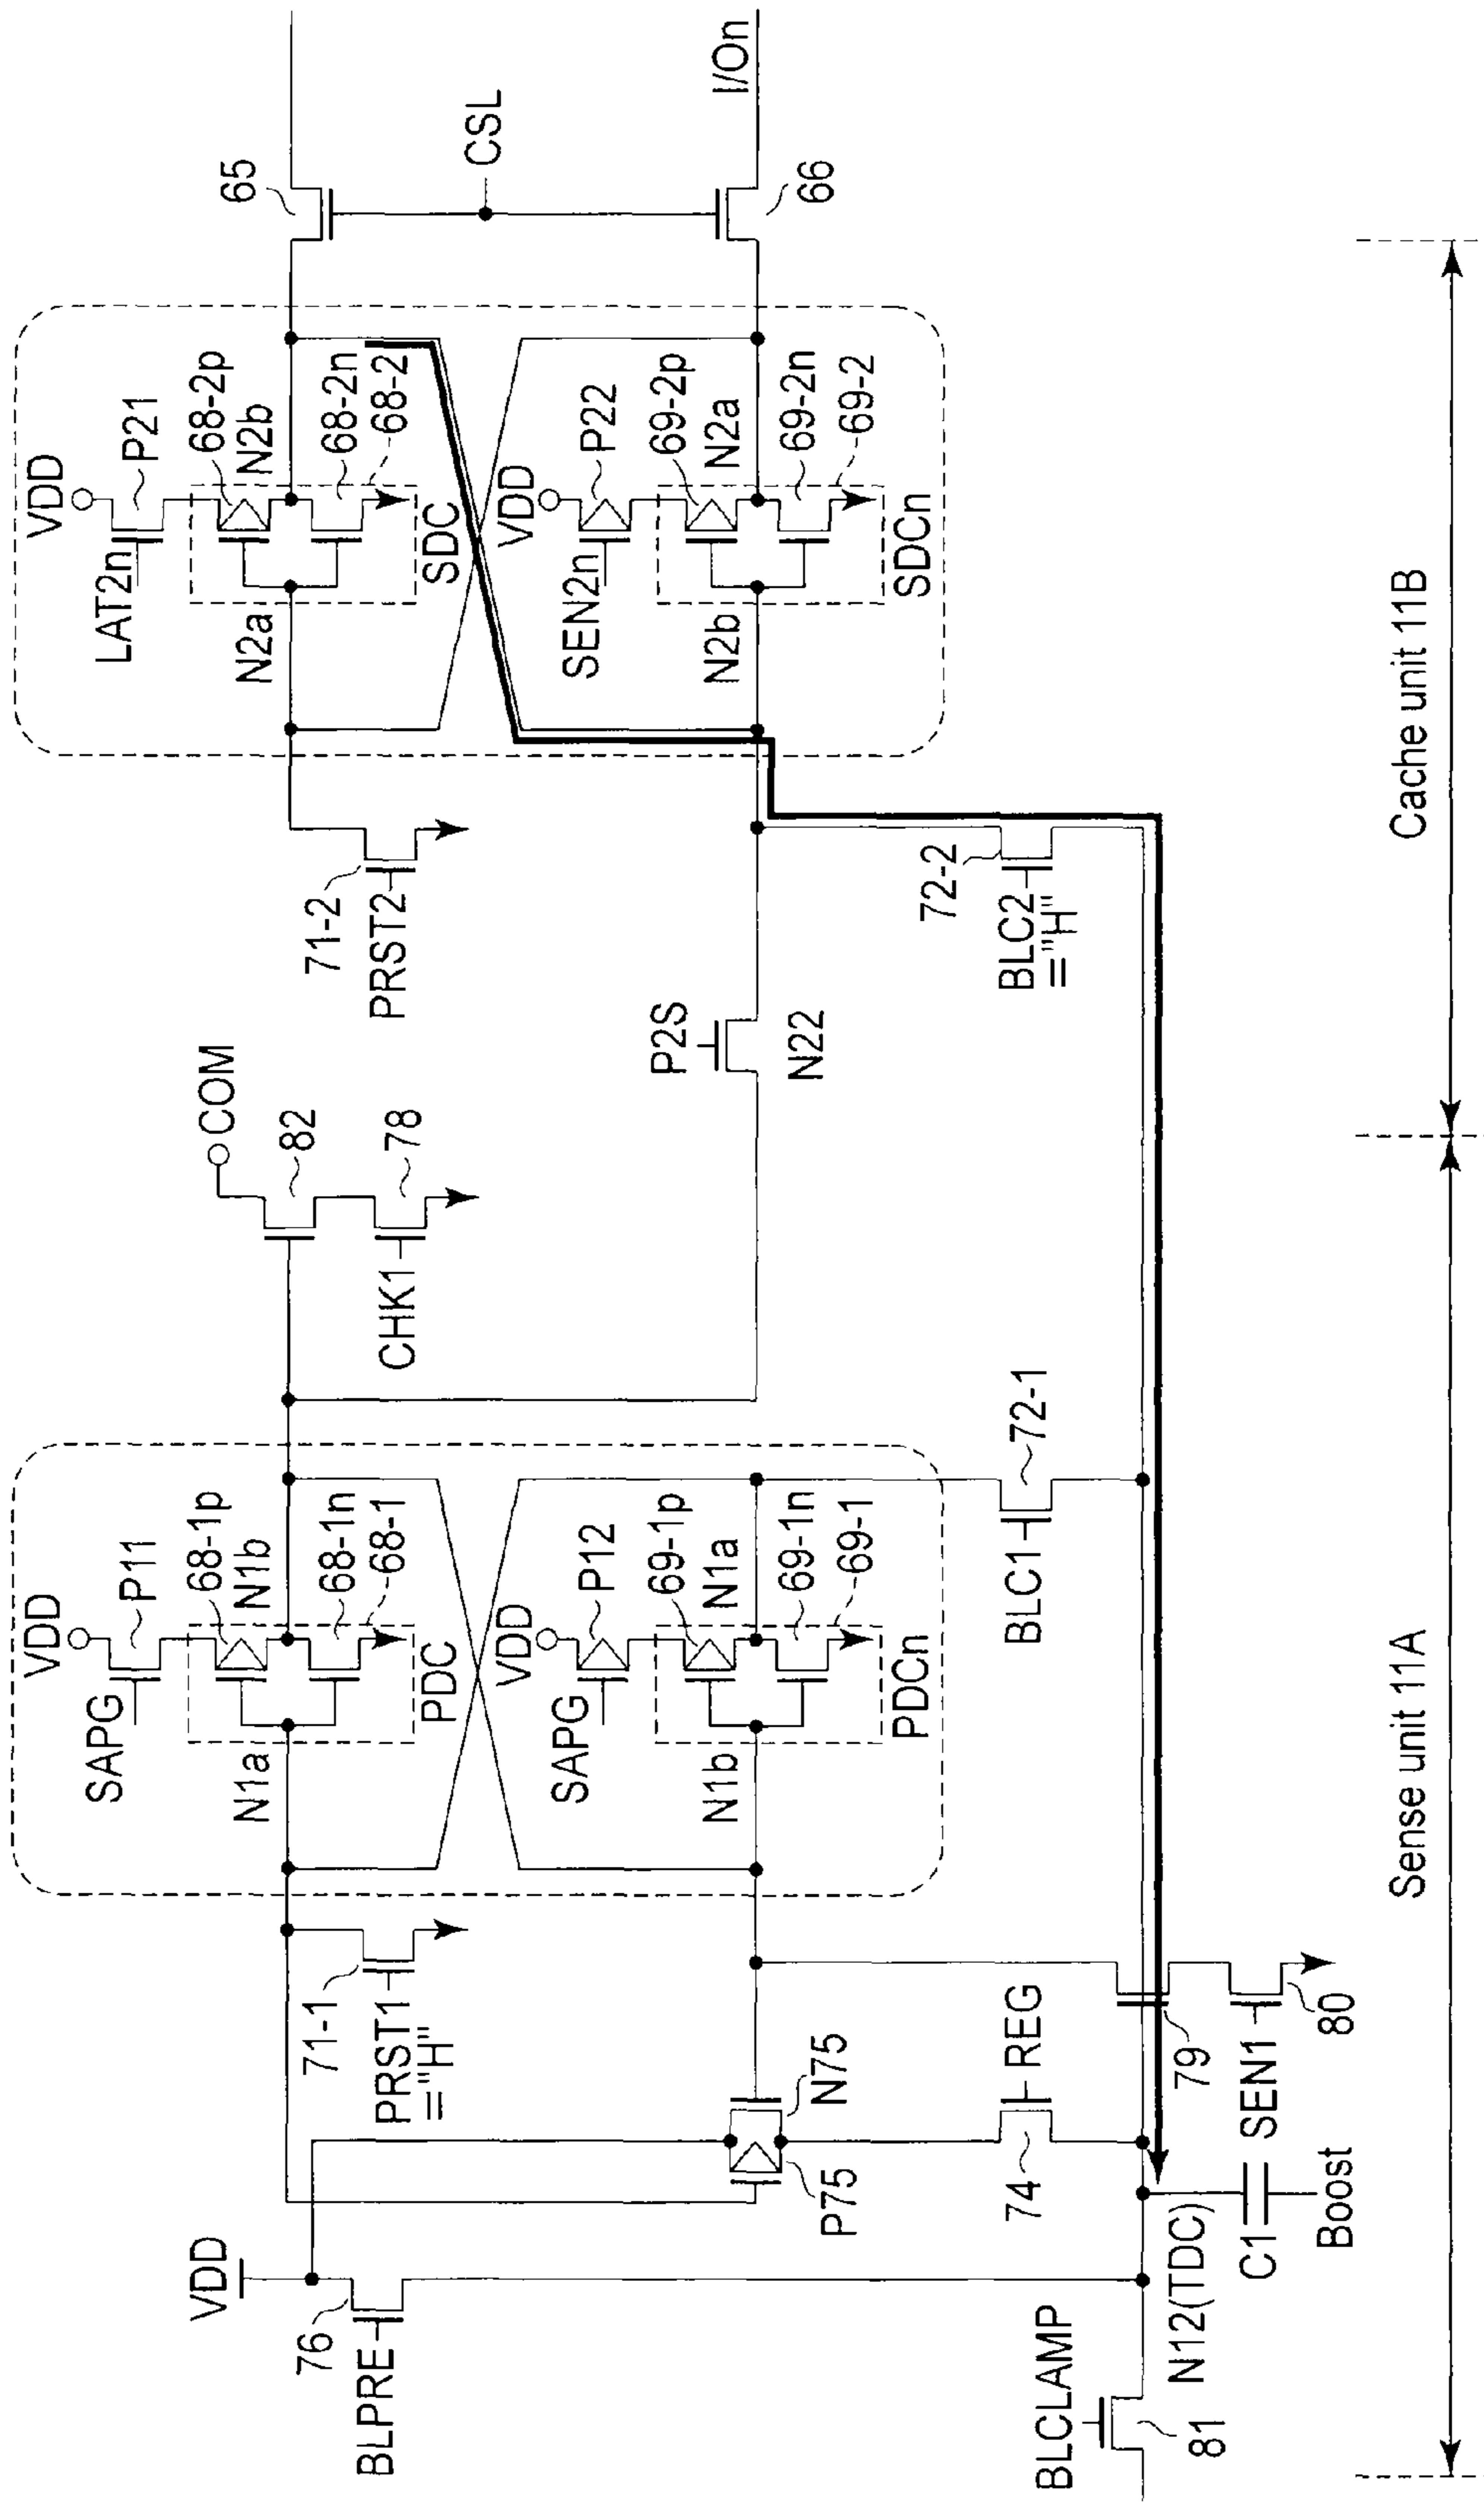 VDD
P21
LAT2n
68-2p
N2b
N2a
68-2n
68-2
SDC
VDD
P22
SEN2n
69-2p
N2a
N2b
69-2n
69-2
SDCn
65
CSL
66
I/On
71-2
PRST2
72-2
BLC2
="H"
P2S
N22
COM
82
78
CHK1
VDD
P11
SAPG
68-1p
N1b
N1a
68-1n
68-1
PDC
VDD
P12
SAPG
69-1p
N1a
N1b
69-1n
69-1
PDCn
72-1
BLC1
71-1
PRST1
="H"
N75
P75
REG
74
79
SEN1
80
VDD
76
BLPRE
BLCLAMP
81
N12(TDC)
C1
Boost
Sense unit 11A
Cache unit 11B